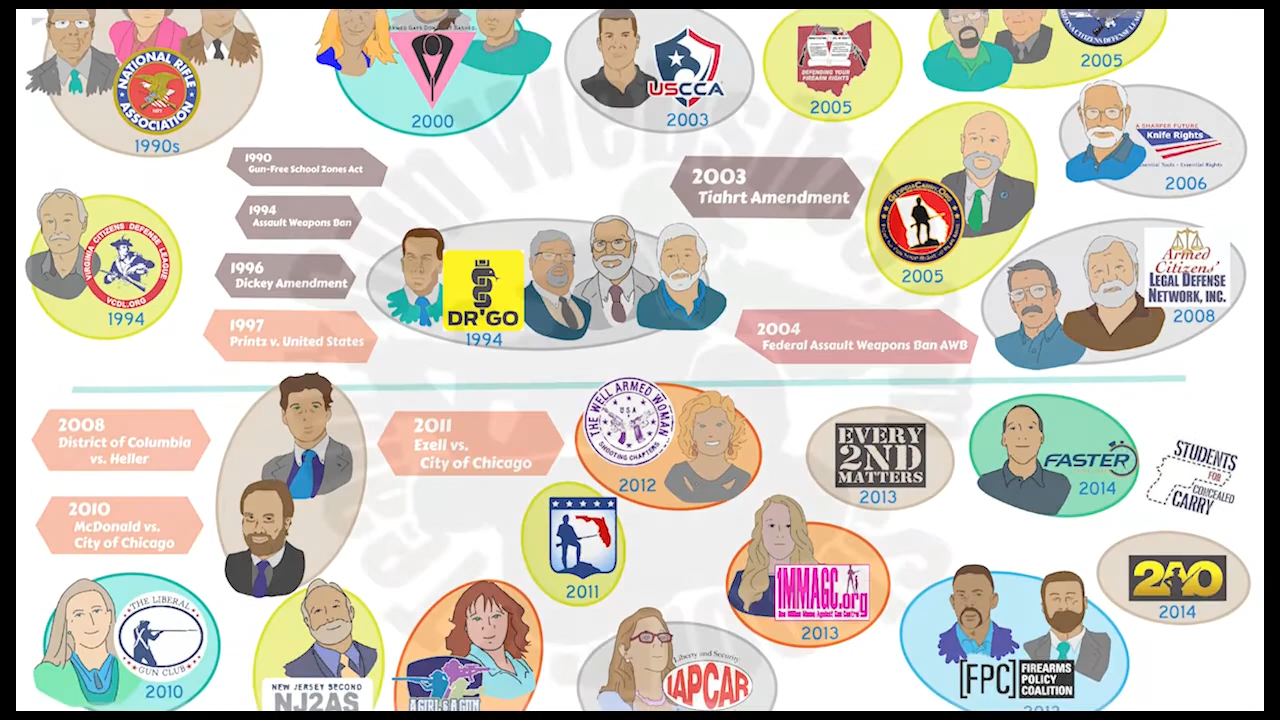 NATIONAL RIFLE ASSOCIATION
1990s
2000
USCCA
2003
DEFENDING YOUR
FIREARM RIGHTS
2005
2005
A SHARPER FUTURE
Knife Rights
Essential Rights
2006
1990
Gun-Free School Zones Act
1994
Assault Weapons Ban
1996
Dickey Amendment
1997
Printz v. United States
VIRGINIA CITIZENS DEFENSE LEAGUE
VCDL.ORG
1994
DR GO
1994
2003
Tiahrt Amendment
2004
Federal Assault Weapons Ban AWB
2005
Armed
Citizens'
LEGAL DEFENSE
NETWORK, INC.
2008
2008
District of Columbia
vs. Heller
2010
McDonald vs.
City of Chicago
2011
Ezell vs.
City of Chicago
THE WELL ARMED WOMAN
USA
SHOOTING CHAPTERS
2012
EVERY
2ND
MATTERS
2013
FASTER
2014
STUDENTS
FOR
CONCEALED
CARRY
2011
1MMAGC.org
2013
2AO
2014
THE LIBERAL
GUN CLUB
2010
NEW JERSEY SECOND
NJ2AS
A GIRL & A GUN
Liberty and Security
IAPCAR
[FPC] FIREARMS
POLICY
COALITION